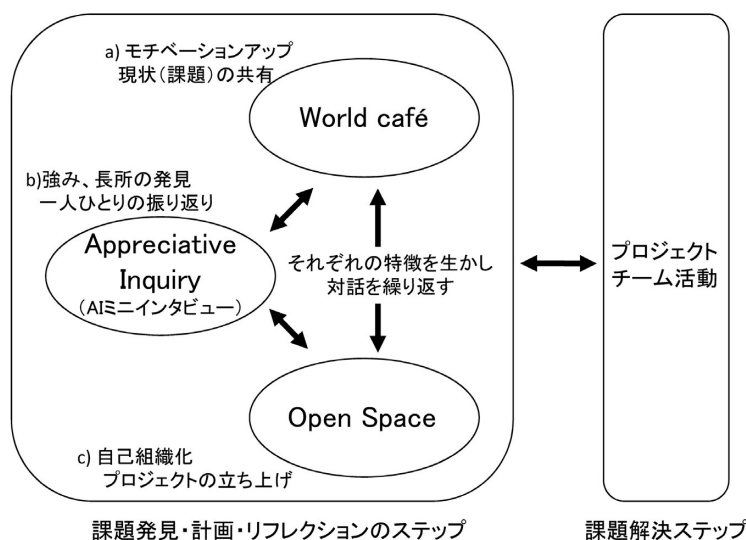 a) モチベーションアップ
現状（課題）の共有
World café
b)強み、長所の発見
一人ひとりの振り返り
Appreciative
Inquiry
（AIミニインタビュー）
それぞれの特徴を生かし
対話を繰り返す
プロジェクト
チーム活動
Open Space
c) 自己組織化
プロジェクトの立ち上げ
課題発見・計画・リフレクションのステップ
課題解決ステップ